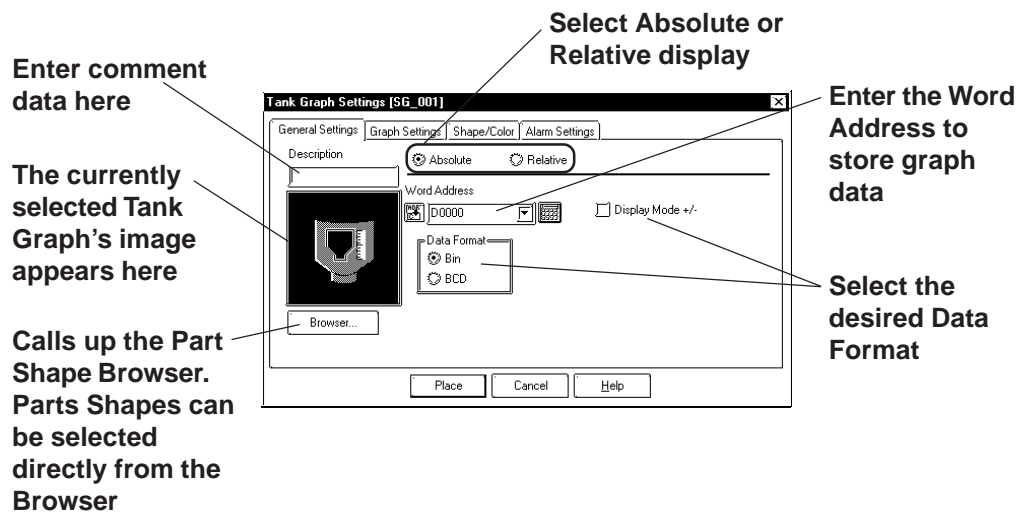 Select Absolute or
Relative display
Enter comment
data here
Enter the Word
Address to
store graph
data
The currently
selected Tank
Graph's image
appears here
Select the
desired Data
Format
Calls up the Part
Shape Browser.
Parts Shapes can
be selected
directly from the
Browser
Tank Graph Settings [SG_001]
General Settings Graph Settings Shape/Color Alarm Settings
Description
Absolute Relative
Word Address
D0000
Display Mode +/-
Data Format
Bin
BCD
Browser...
Place Cancel Help